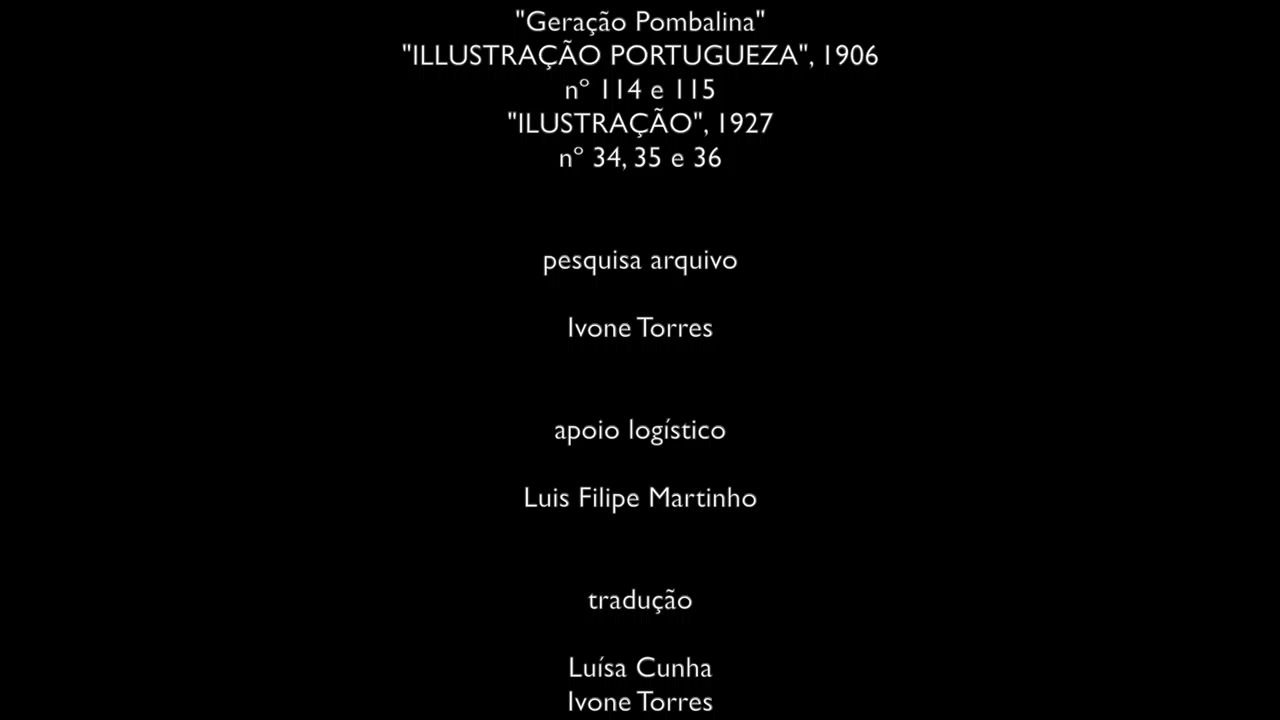 "Geração Pombalina"
"ILLUSTRAÇÃO PORTUGUEZA", 1906
nº 114 e 115
"ILUSTRAÇÃO", 1927
nº 34, 35 e 36
pesquisa arquivo
Ivone Torres
apoio logístico
Luis Filipe Martinho
tradução
Luísa Cunha
Ivone Torres